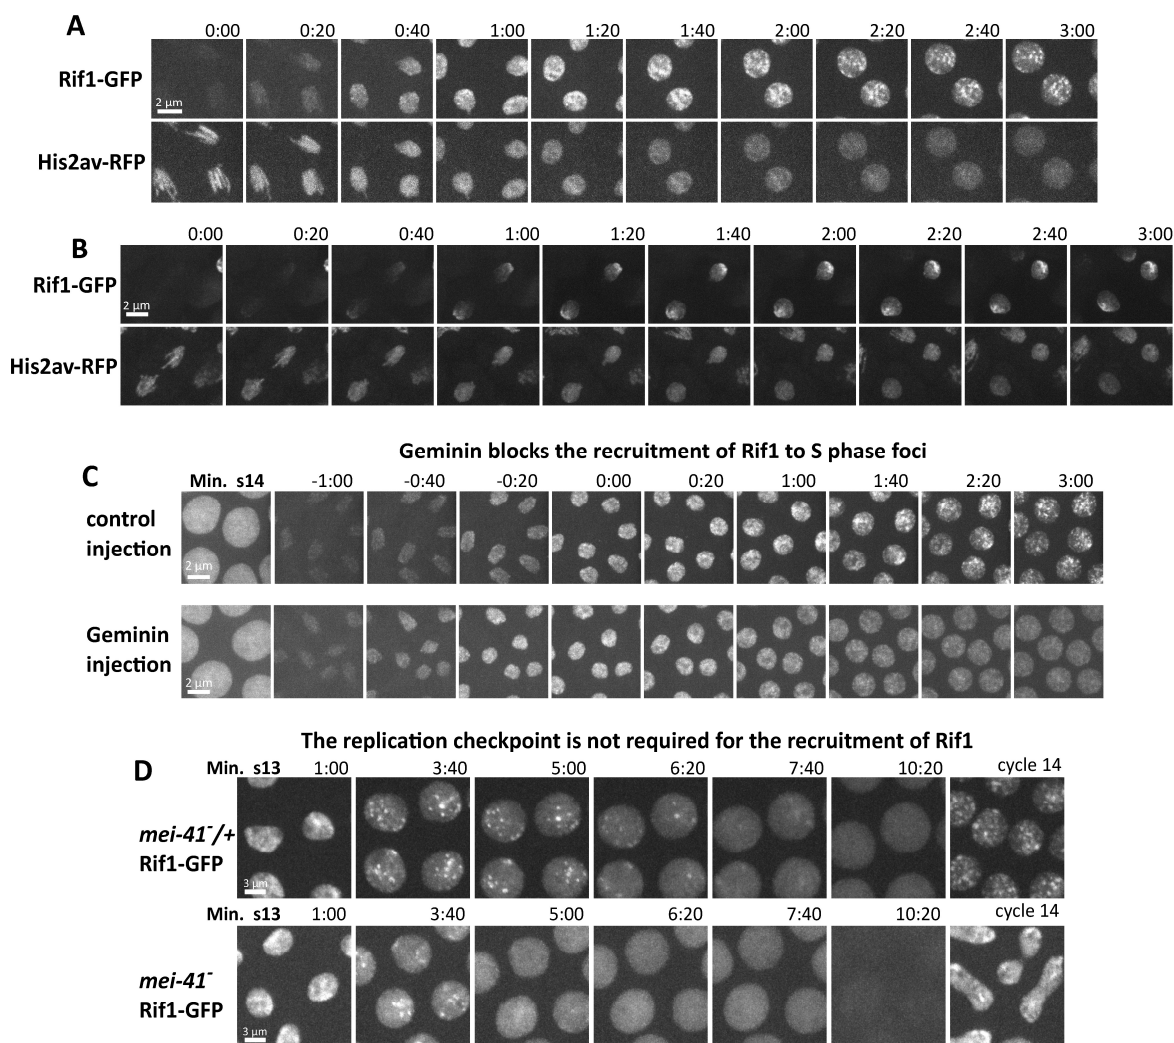 A
0:00 0:20 0:40 1:00 1:20 1:40 2:00 2:20 2:40 3:00
Rif1-GFP
2 µm
His2av-RFP
B
0:00 0:20 0:40 1:00 1:20 1:40 2:00 2:20 2:40 3:00
Rif1-GFP
2 µm
His2av-RFP
Geminin blocks the recruitment of Rif1 to S phase foci
C
Min. s14 -1:00 -0:40 -0:20 0:00 0:20 1:00 1:40 2:20 3:00
control
injection
2 µm
Geminin
injection
2 µm
The replication checkpoint is not required for the recruitment of Rif1
D
Min. s13 1:00 3:40 5:00 6:20 7:40 10:20 cycle 14
mei-41⁻/+
Rif1-GFP
3 µm
Min. s13 1:00 3:40 5:00 6:20 7:40 10:20 cycle 14
mei-41⁻
Rif1-GFP
3 µm